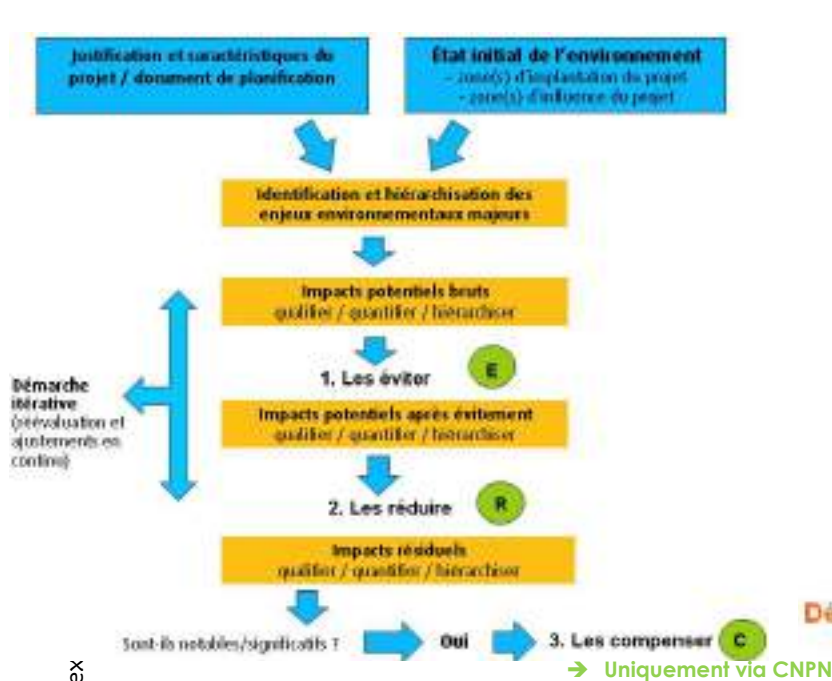 Justification et caractéristiques du
projet / document de planification
État initial de l'environnement
- zone(s) d'implantation du projet
- zone(s) d'influence du projet
Identification et hiérarchisation des
enjeux environnementaux majeurs
Impacts potentiels bruts
qualifier / quantifier / hiérarchiser
1. Les éviter
E
Démarche
itérative
(réévaluation et
ajustements en
continu)
Impacts potentiels après évitement
qualifier / quantifier / hiérarchiser
2. Les réduire
R
Impacts résiduels
qualifier / quantifier / hiérarchiser
Sont-ils notables/significatifs ?
Oui
3. Les compenser
C
Dé
→ Uniquement via CNPN
ex